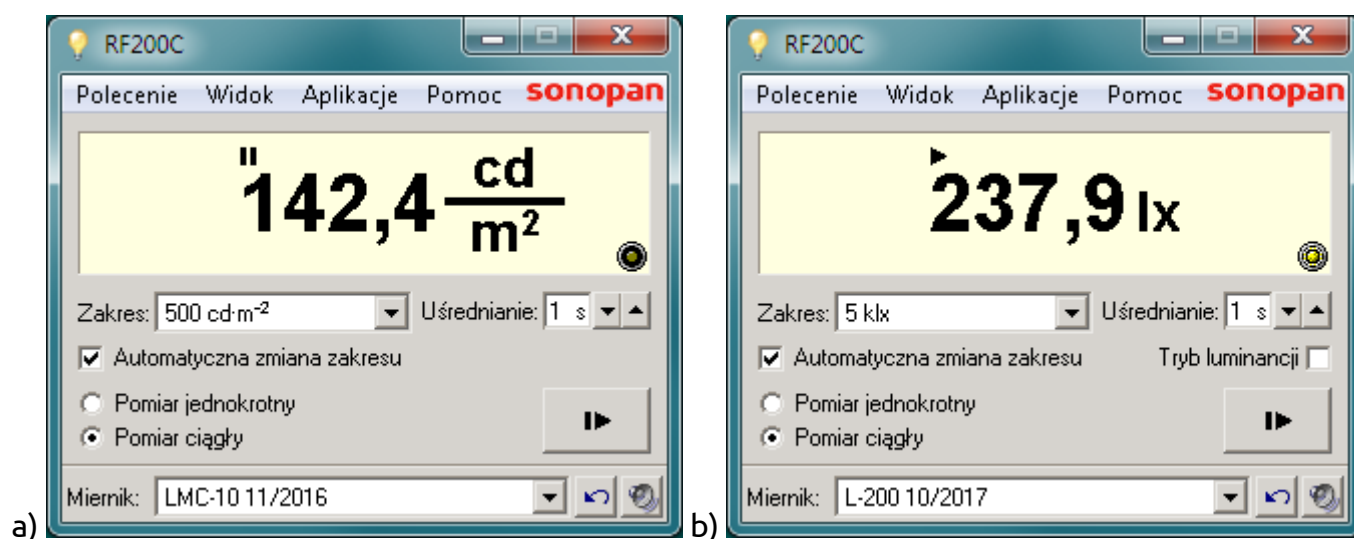 RF200C
Polecenie Widok Aplikacje Pomoc sonopan
142,4 cd/m²
Zakres: 500 cd·m⁻² Uśrednianie: 1 s
Automatyczna zmiana zakresu
Pomiar jednokrotny
Pomiar ciągły
Miernik: LMC-10 11/2016
a)
RF200C
Polecenie Widok Aplikacje Pomoc sonopan
237,9 lx
Zakres: 5 klx Uśrednianie: 1 s
Automatyczna zmiana zakresu Tryb luminancji
Pomiar jednokrotny
Pomiar ciągły
Miernik: L-200 10/2017
b)